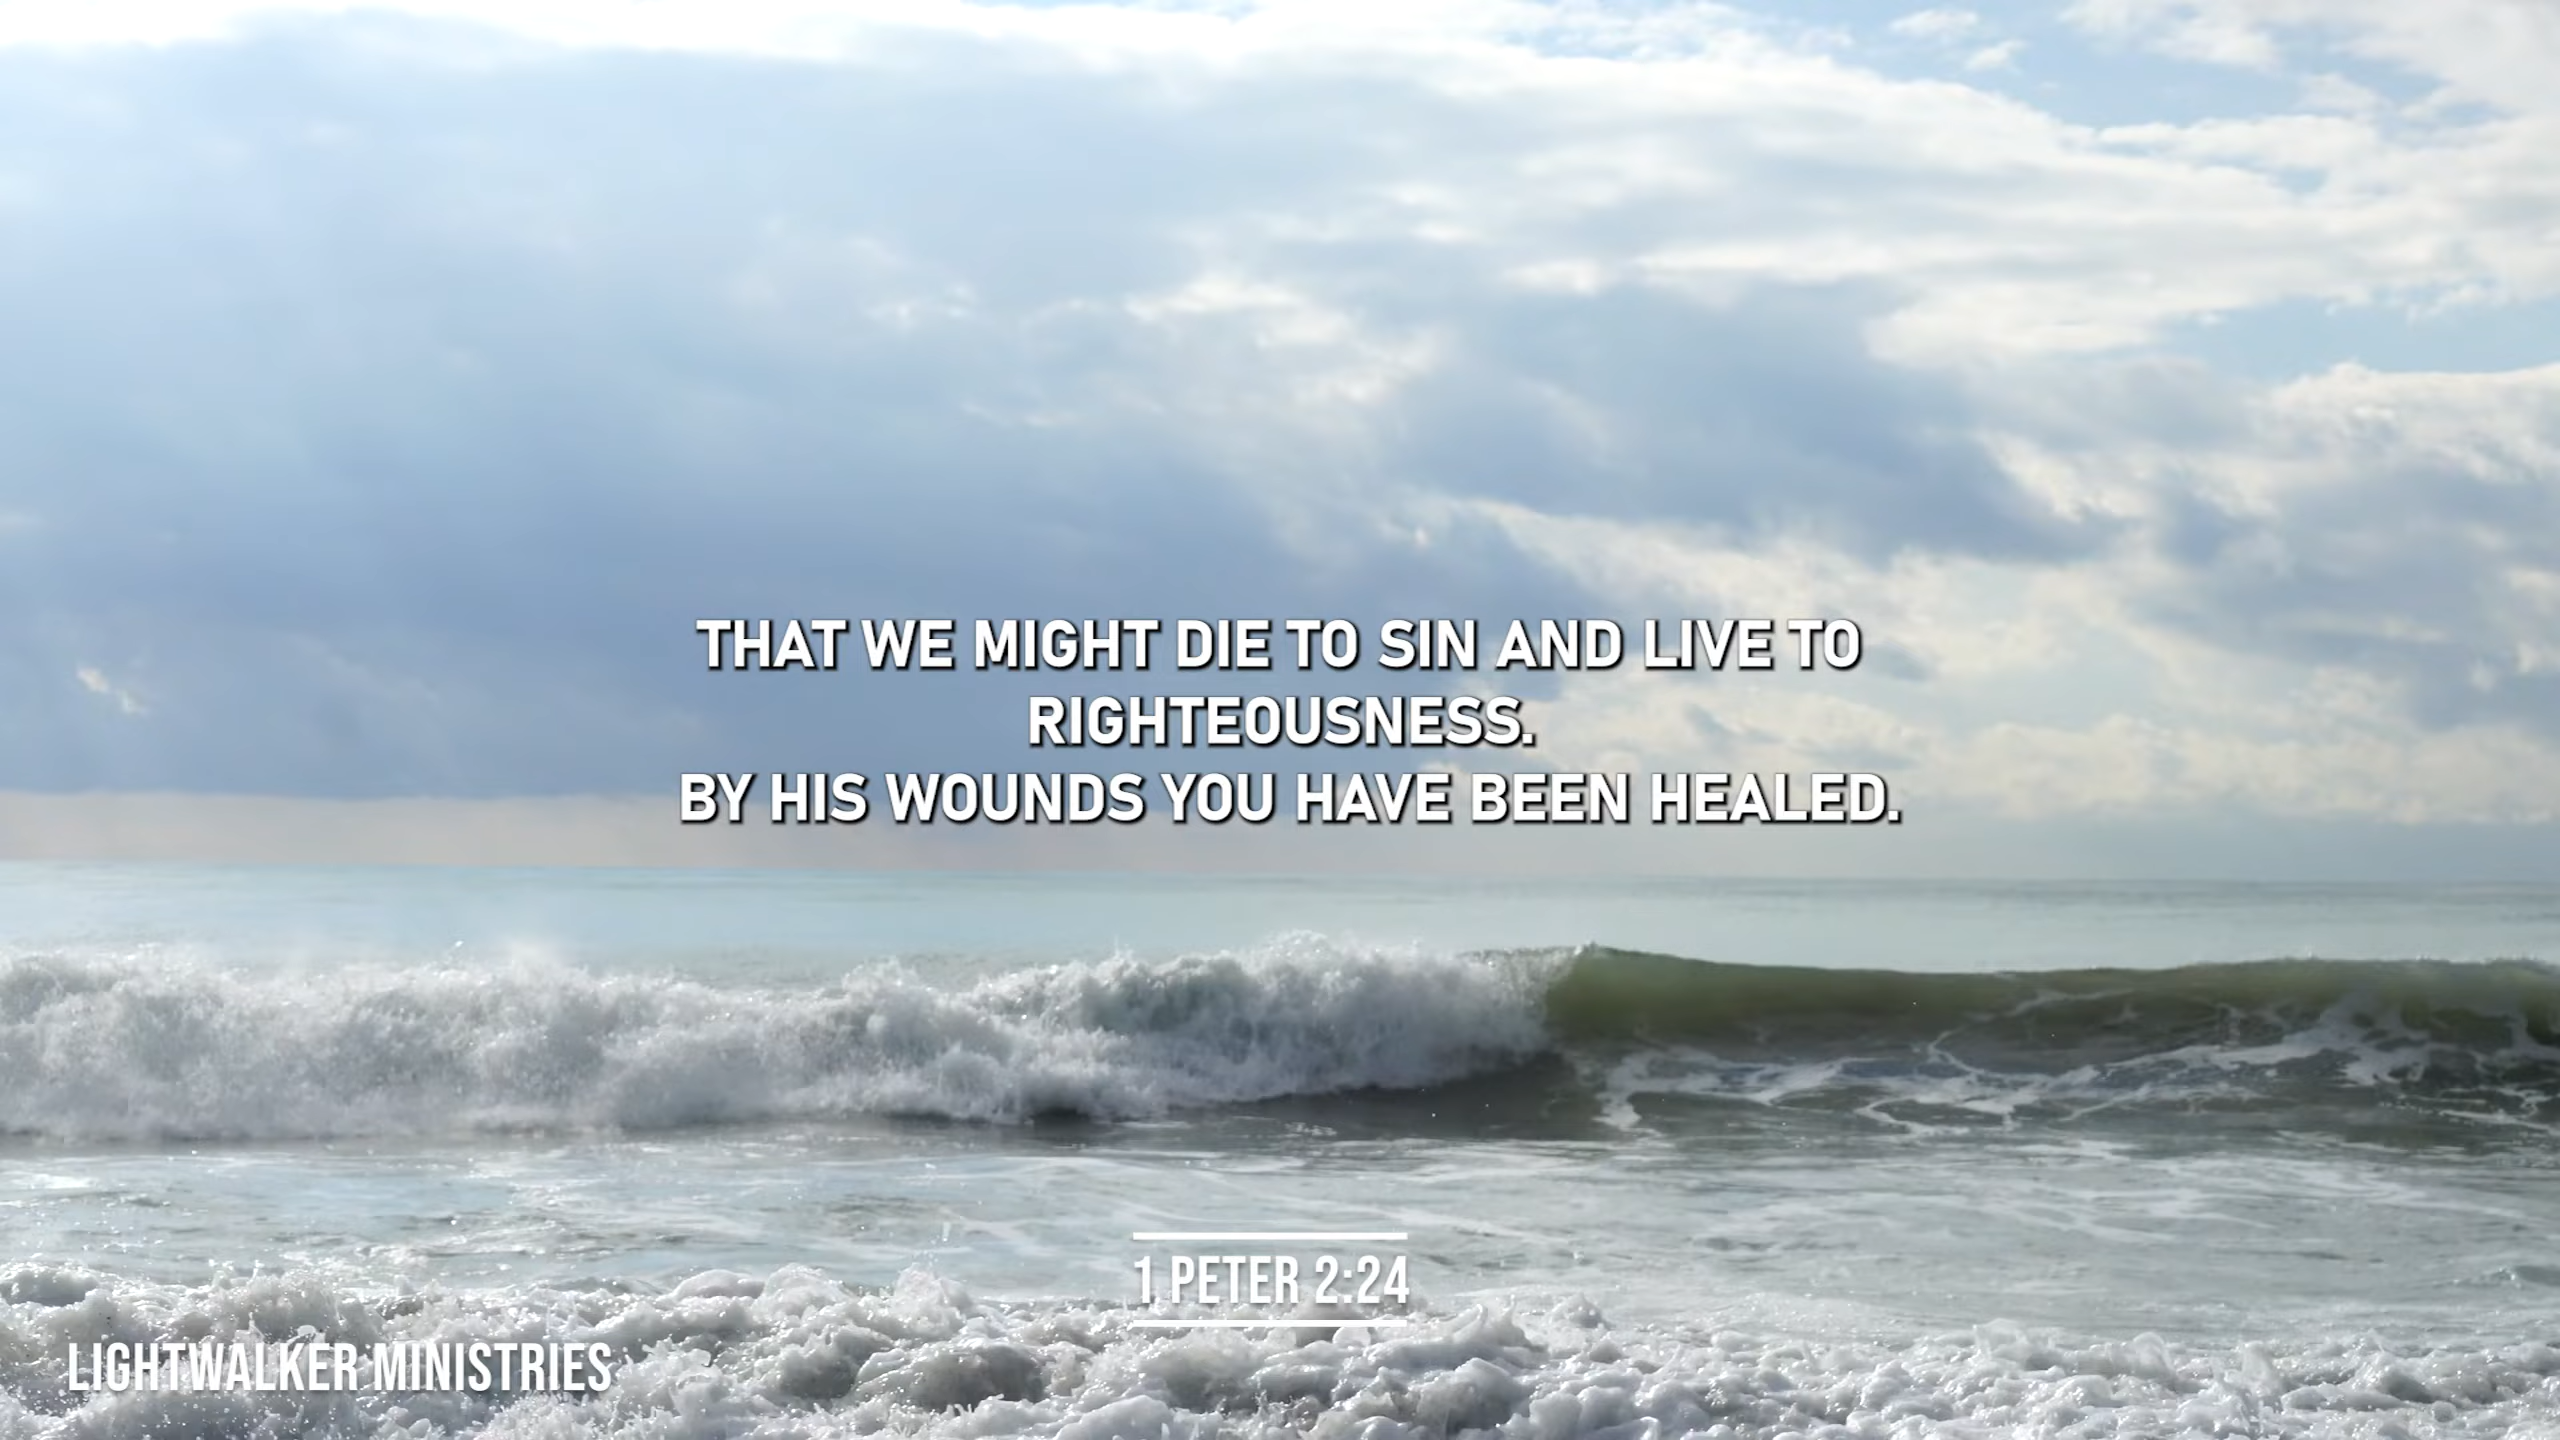 THAT WE MIGHT DIE TO SIN AND LIVE TO
RIGHTEOUSNESS.
BY HIS WOUNDS YOU HAVE BEEN HEALED.
1 PETER 2:24
LIGHTWALKER MINISTRIES